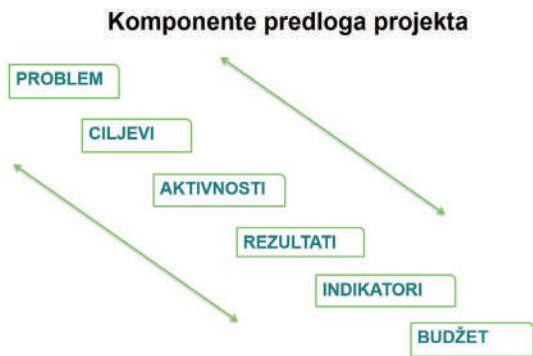 Komponente predloga projekta
PROBLEM
CILJEVI
AKTIVNOSTI
REZULTATI
INDIKATORI
BUDŽET